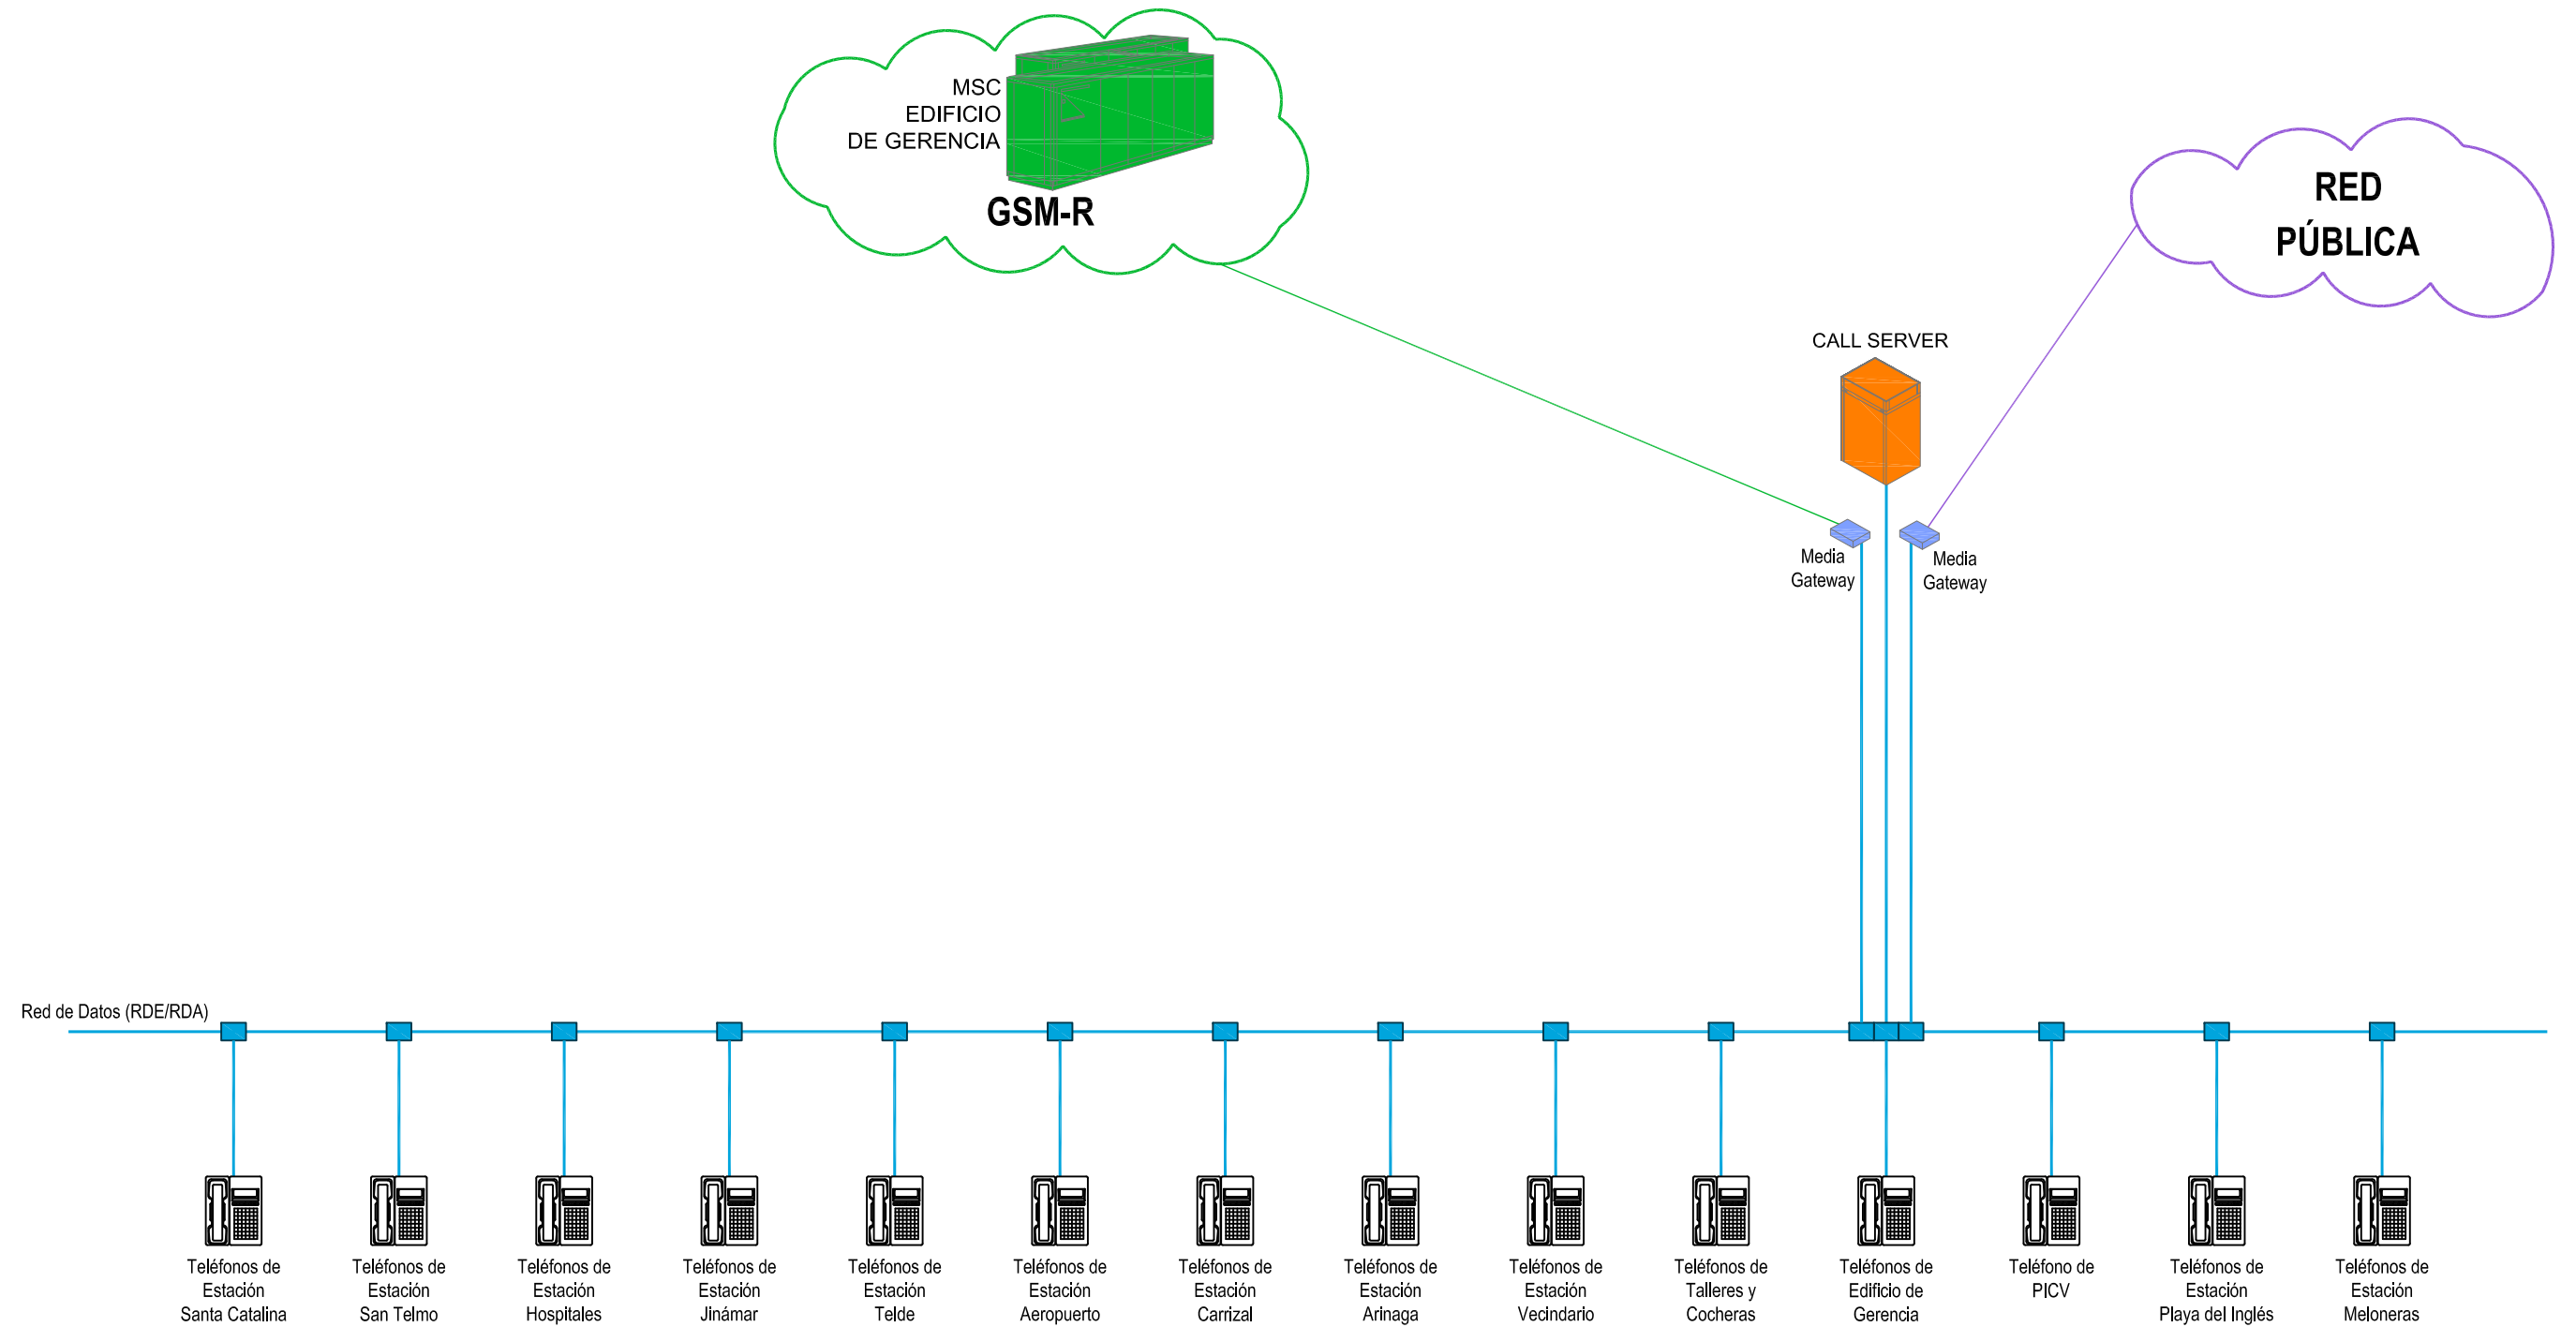 MSC
EDIFICIO
DE GERENCIA
GSM-R
RED
PÚBLICA
CALL SERVER
Media
Gateway
Media
Gateway
Red de Datos (RDE/RDA)
Teléfonos de
Estación
Santa Catalina
Teléfonos de
Estación
San Telmo
Teléfonos de
Estación
Hospitales
Teléfonos de
Estación
Jinámar
Teléfonos de
Estación
Telde
Teléfonos de
Estación
Aeropuerto
Teléfonos de
Estación
Carrizal
Teléfonos de
Estación
Arinaga
Teléfonos de
Estación
Vecindario
Teléfonos de
Talleres y
Cocheras
Teléfonos de
Edificio de
Gerencia
Teléfono de
PICV
Teléfonos de
Estación
Playa del Inglés
Teléfonos de
Estación
Meloneras